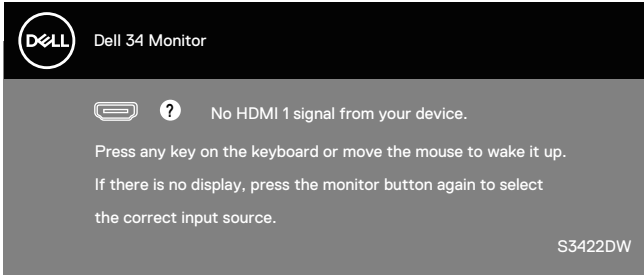 DELL
Dell 34 Monitor
? No HDMI 1 signal from your device.
Press any key on the keyboard or move the mouse to wake it up.
If there is no display, press the monitor button again to select
the correct input source.
S3422DW